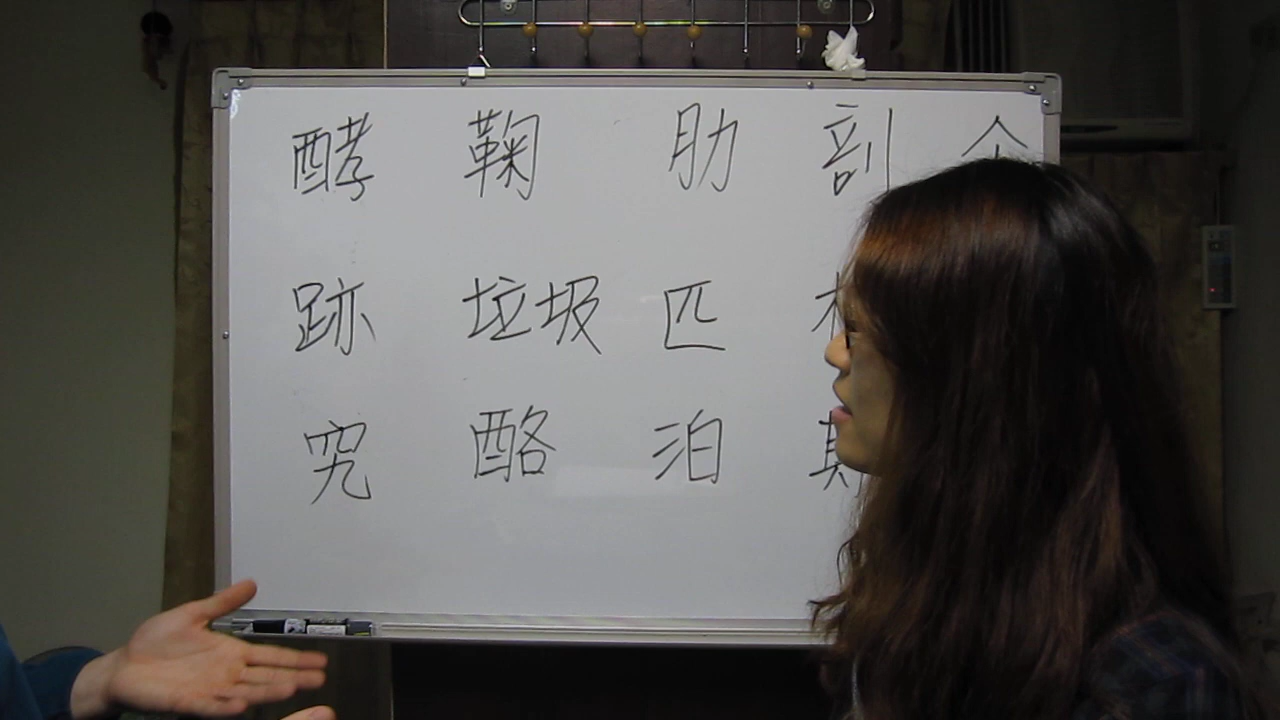 酵 鞠 肋 剖
跡 垃圾 匹
究 酪 泊